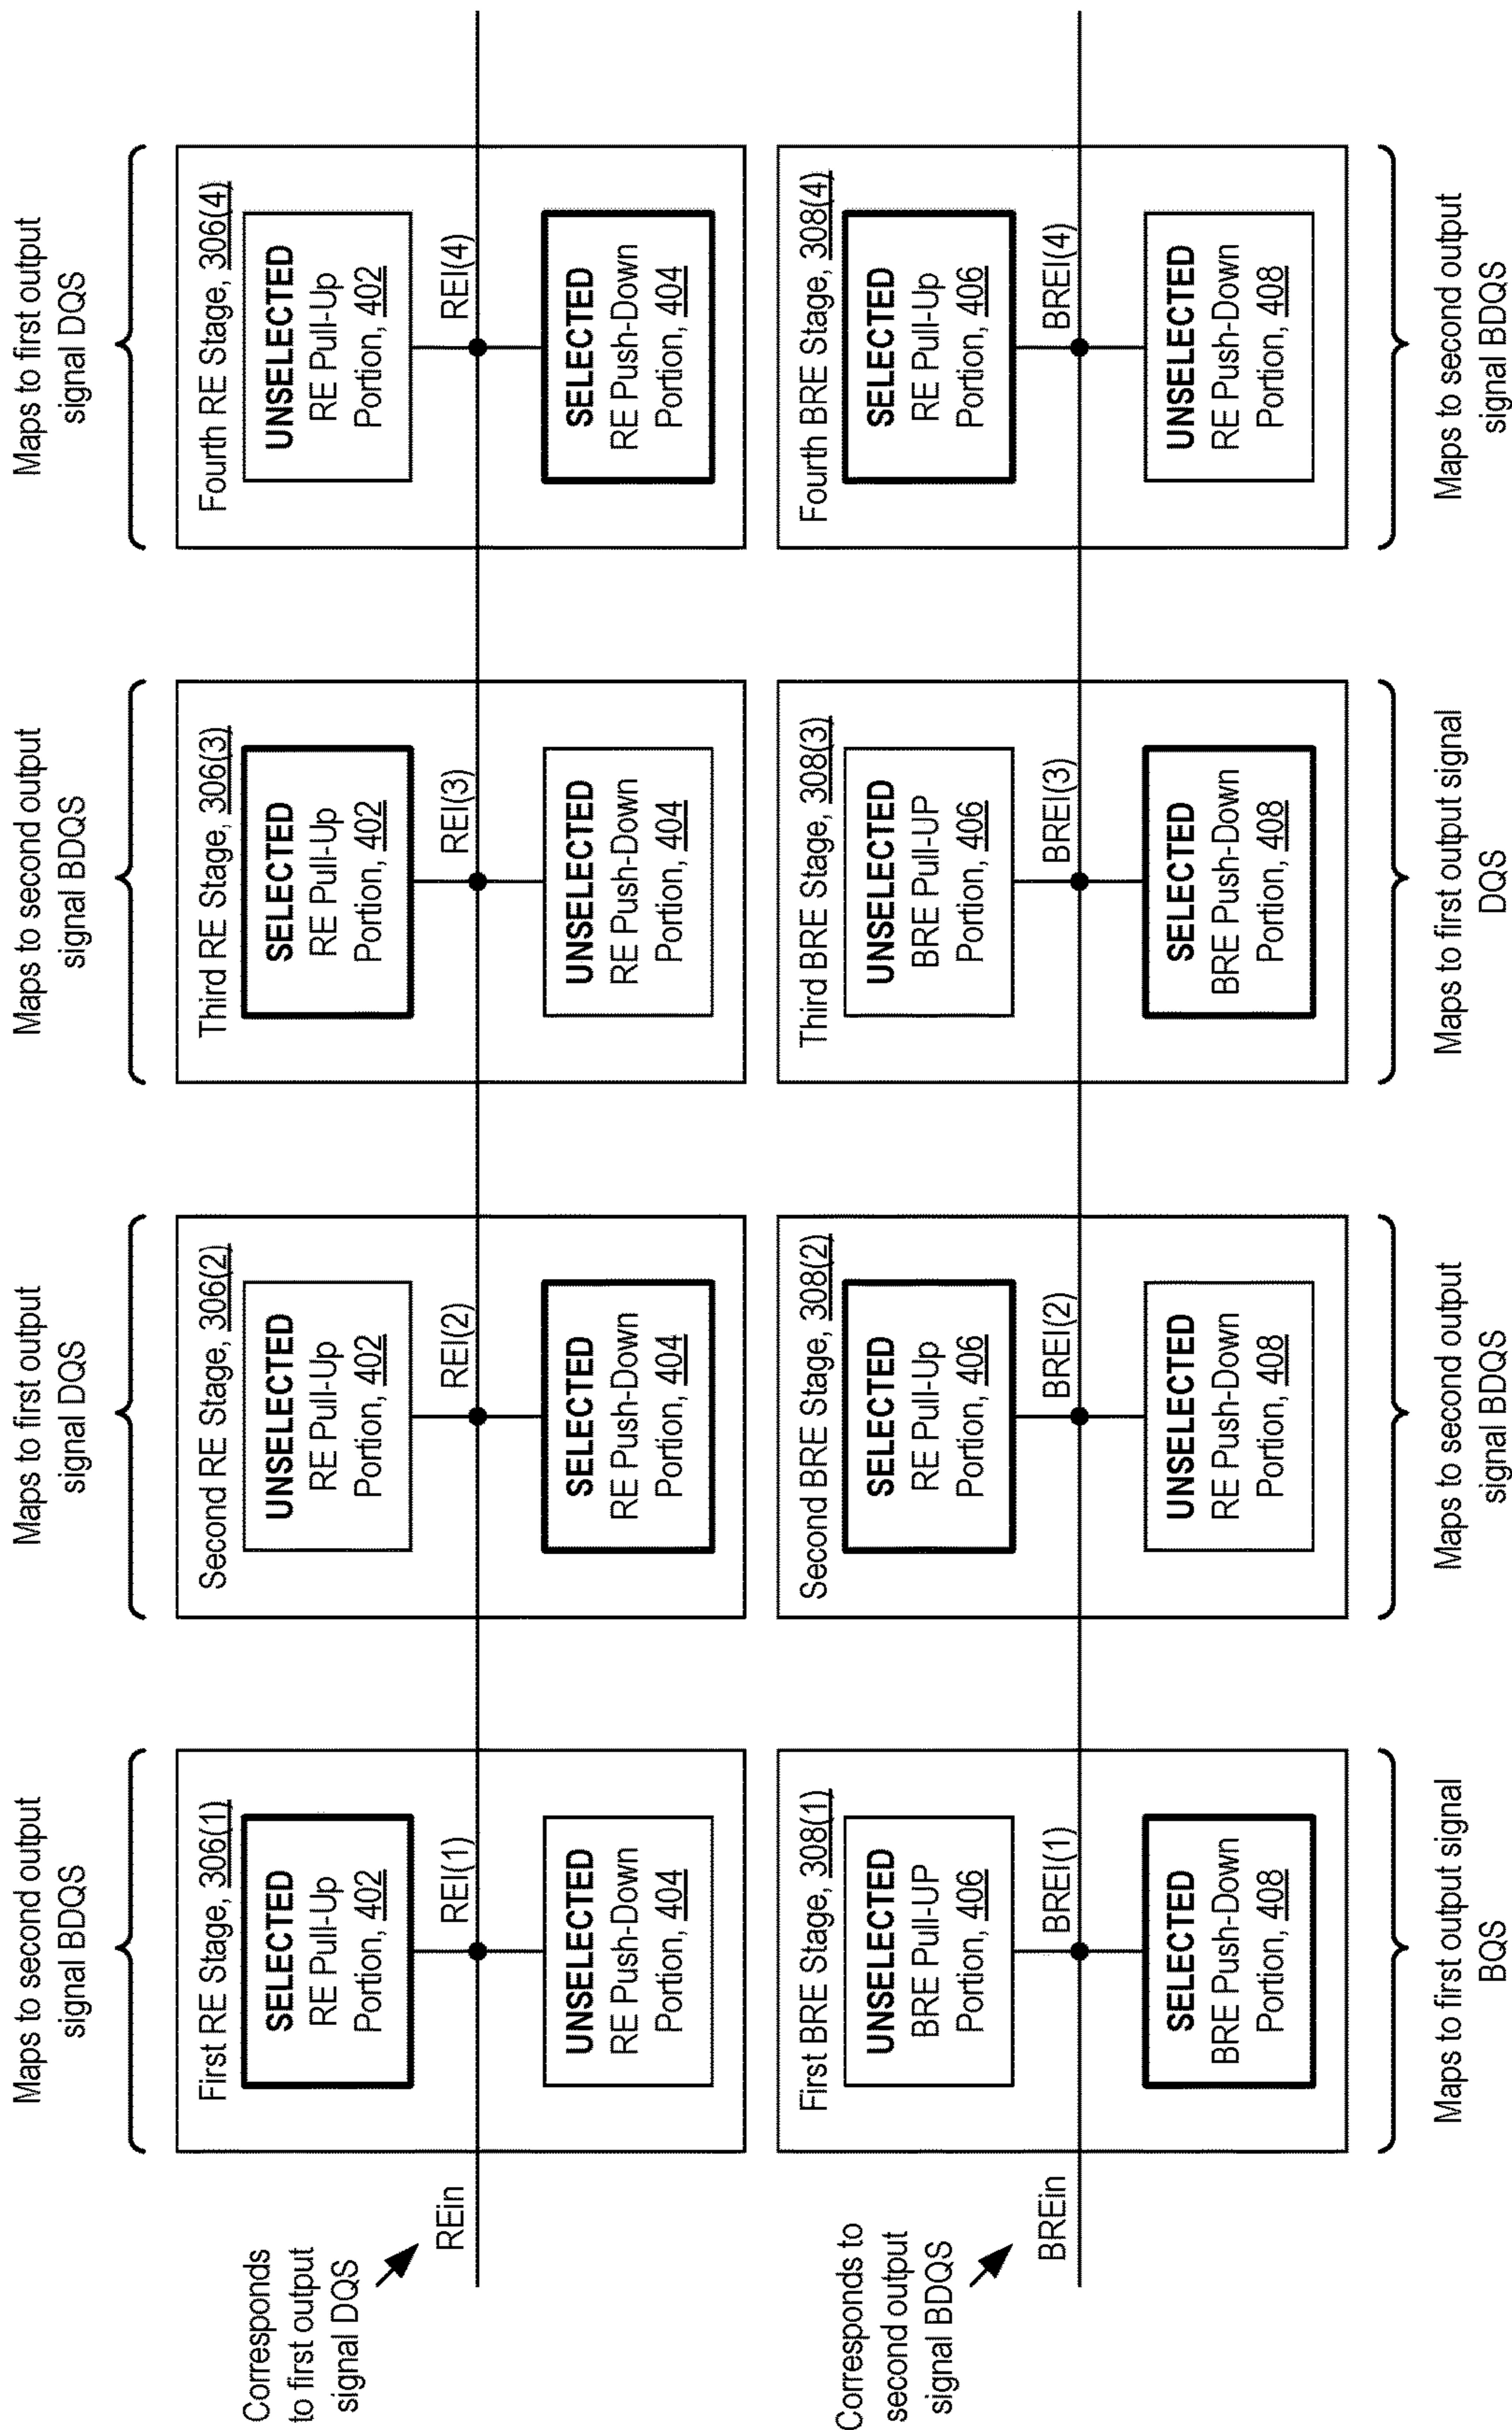 Maps to second output
signal BDQS
Maps to first output
signal DQS
Maps to second output
signal BDQS
Maps to first output
signal DQS
Corresponds
to first output
signal DQS
REin
First RE Stage, 306(1)
SELECTED
RE Pull-Up
Portion, 402
REI(1)
UNSELECTED
RE Push-Down
Portion, 404
Second RE Stage, 306(2)
UNSELECTED
RE Pull-Up
Portion, 402
REI(2)
SELECTED
RE Push-Down
Portion, 404
Third RE Stage, 306(3)
SELECTED
RE Pull-Up
Portion, 402
REI(3)
UNSELECTED
RE Push-Down
Portion, 404
Fourth RE Stage, 306(4)
UNSELECTED
RE Pull-Up
Portion, 402
REI(4)
SELECTED
RE Push-Down
Portion, 404
Corresponds to
second output
signal BDQS
BREin
First BRE Stage, 308(1)
UNSELECTED
BRE Pull-UP
Portion, 406
BREI(1)
SELECTED
BRE Push-Down
Portion, 408
Second BRE Stage, 308(2)
SELECTED
RE Pull-Up
Portion, 406
BREI(2)
UNSELECTED
RE Push-Down
Portion, 408
Third BRE Stage, 308(3)
UNSELECTED
BRE Pull-UP
Portion, 406
BREI(3)
SELECTED
BRE Push-Down
Portion, 408
Fourth BRE Stage, 308(4)
SELECTED
RE Pull-Up
Portion, 406
BREI(4)
UNSELECTED
RE Push-Down
Portion, 408
Maps to first output signal
BQS
Maps to second output
signal BDQS
Maps to first output signal
DQS
Maps to second output
signal BDQS